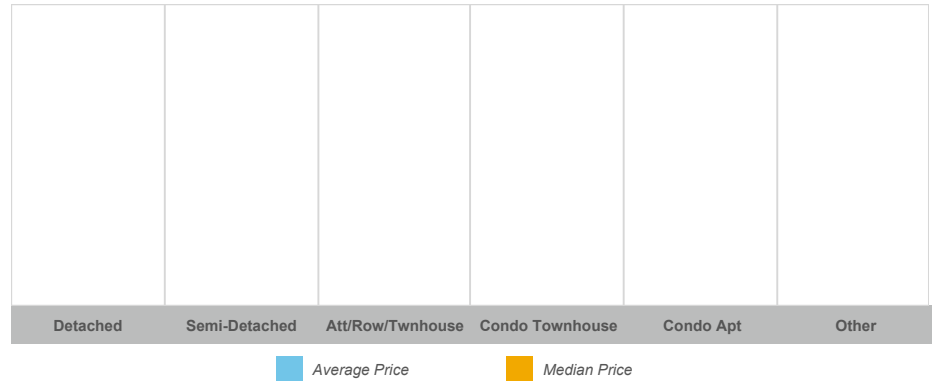 Detached Semi-Detached Att/Row/Twnhouse Condo Townhouse Condo Apt Other
Average Price Median Price